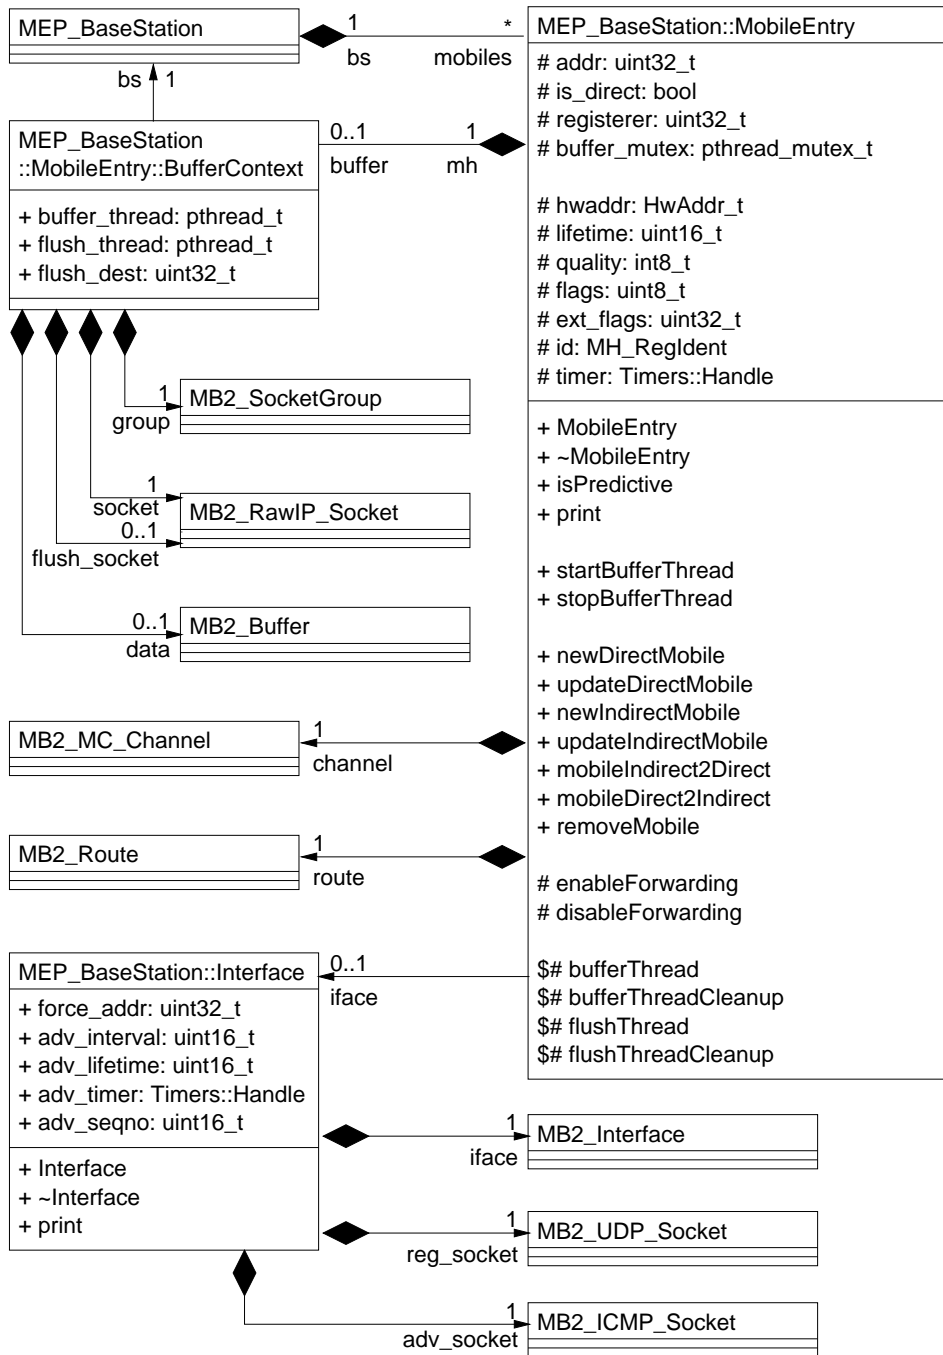 MEP_BaseStation
1
*
bs
mobiles
MEP_BaseStation::MobileEntry
# addr: uint32_t
# is_direct: bool
# registerer: uint32_t
# buffer_mutex: pthread_mutex_t
# hwaddr: HwAddr_t
# lifetime: uint16_t
# quality: int8_t
# flags: uint8_t
# ext_flags: uint32_t
# id: MH_RegIdent
# timer: Timers::Handle
+ MobileEntry
+ ~MobileEntry
+ isPredictive
+ print
+ startBufferThread
+ stopBufferThread
+ newDirectMobile
+ updateDirectMobile
+ newIndirectMobile
+ updateIndirectMobile
+ mobileIndirect2Direct
+ mobileDirect2Indirect
+ removeMobile
# enableForwarding
# disableForwarding
$# bufferThread
$# bufferThreadCleanup
$# flushThread
$# flushThreadCleanup
bs 1
MEP_BaseStation
::MobileEntry::BufferContext
+ buffer_thread: pthread_t
+ flush_thread: pthread_t
+ flush_dest: uint32_t
0..1
1
buffer
mh
1
group
MB2_SocketGroup
1
socket
0..1
flush_socket
MB2_RawIP_Socket
0..1
data
MB2_Buffer
MB2_MC_Channel
1
channel
MB2_Route
1
route
MEP_BaseStation::Interface
+ force_addr: uint32_t
+ adv_interval: uint16_t
+ adv_lifetime: uint16_t
+ adv_timer: Timers::Handle
+ adv_seqno: uint16_t
+ Interface
+ ~Interface
+ print
0..1
iface
1
iface
MB2_Interface
1
reg_socket
MB2_UDP_Socket
1
adv_socket
MB2_ICMP_Socket